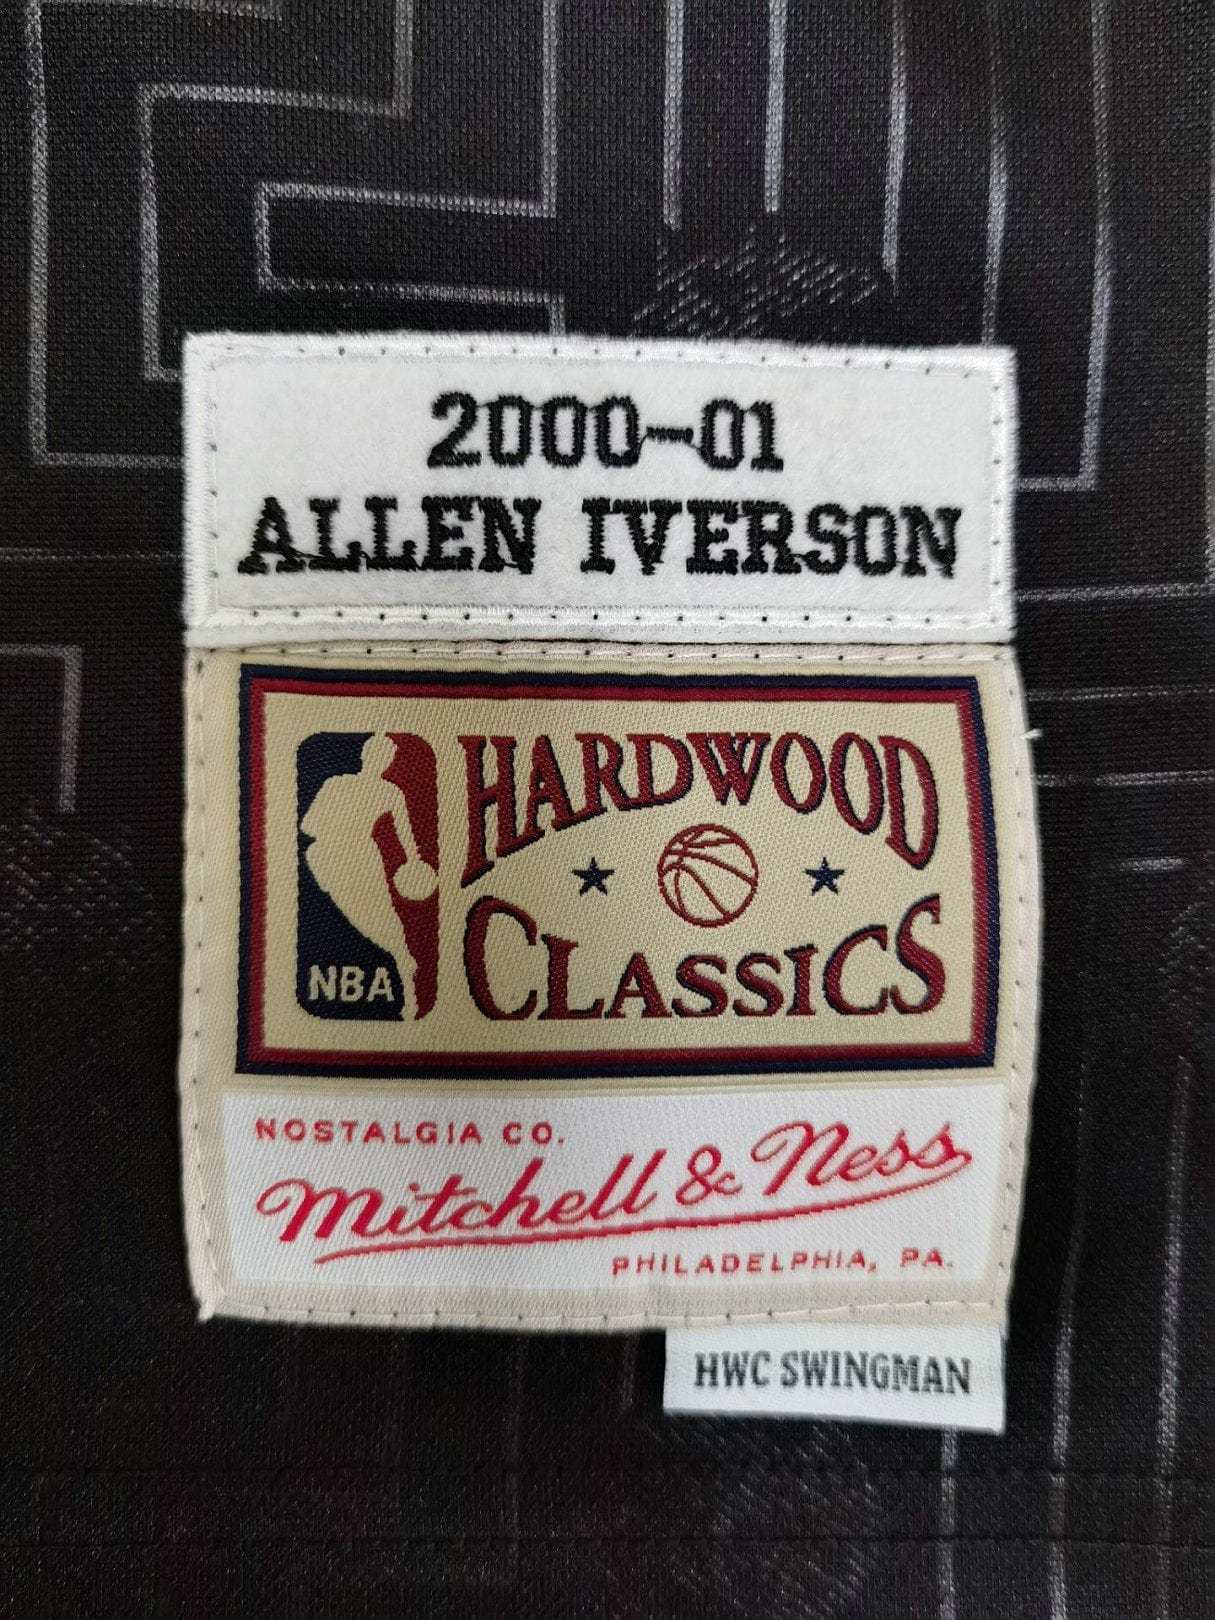 2000-01
ALLEN IVERSON
HARDWOOD
CLASSICS
NBA
NOSTALGIA CO.
Mitchell & Ness
PHILADELPHIA, PA.
HWC SWINGMAN